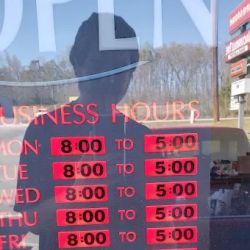 OPEN
BUSINESS HOURS
MON 8:00 TO 5:00
TUE 8:00 TO 5:00
WED 8:00 TO 5:00
THU 8:00 TO 5:00
FRI 8:00 TO 5:00